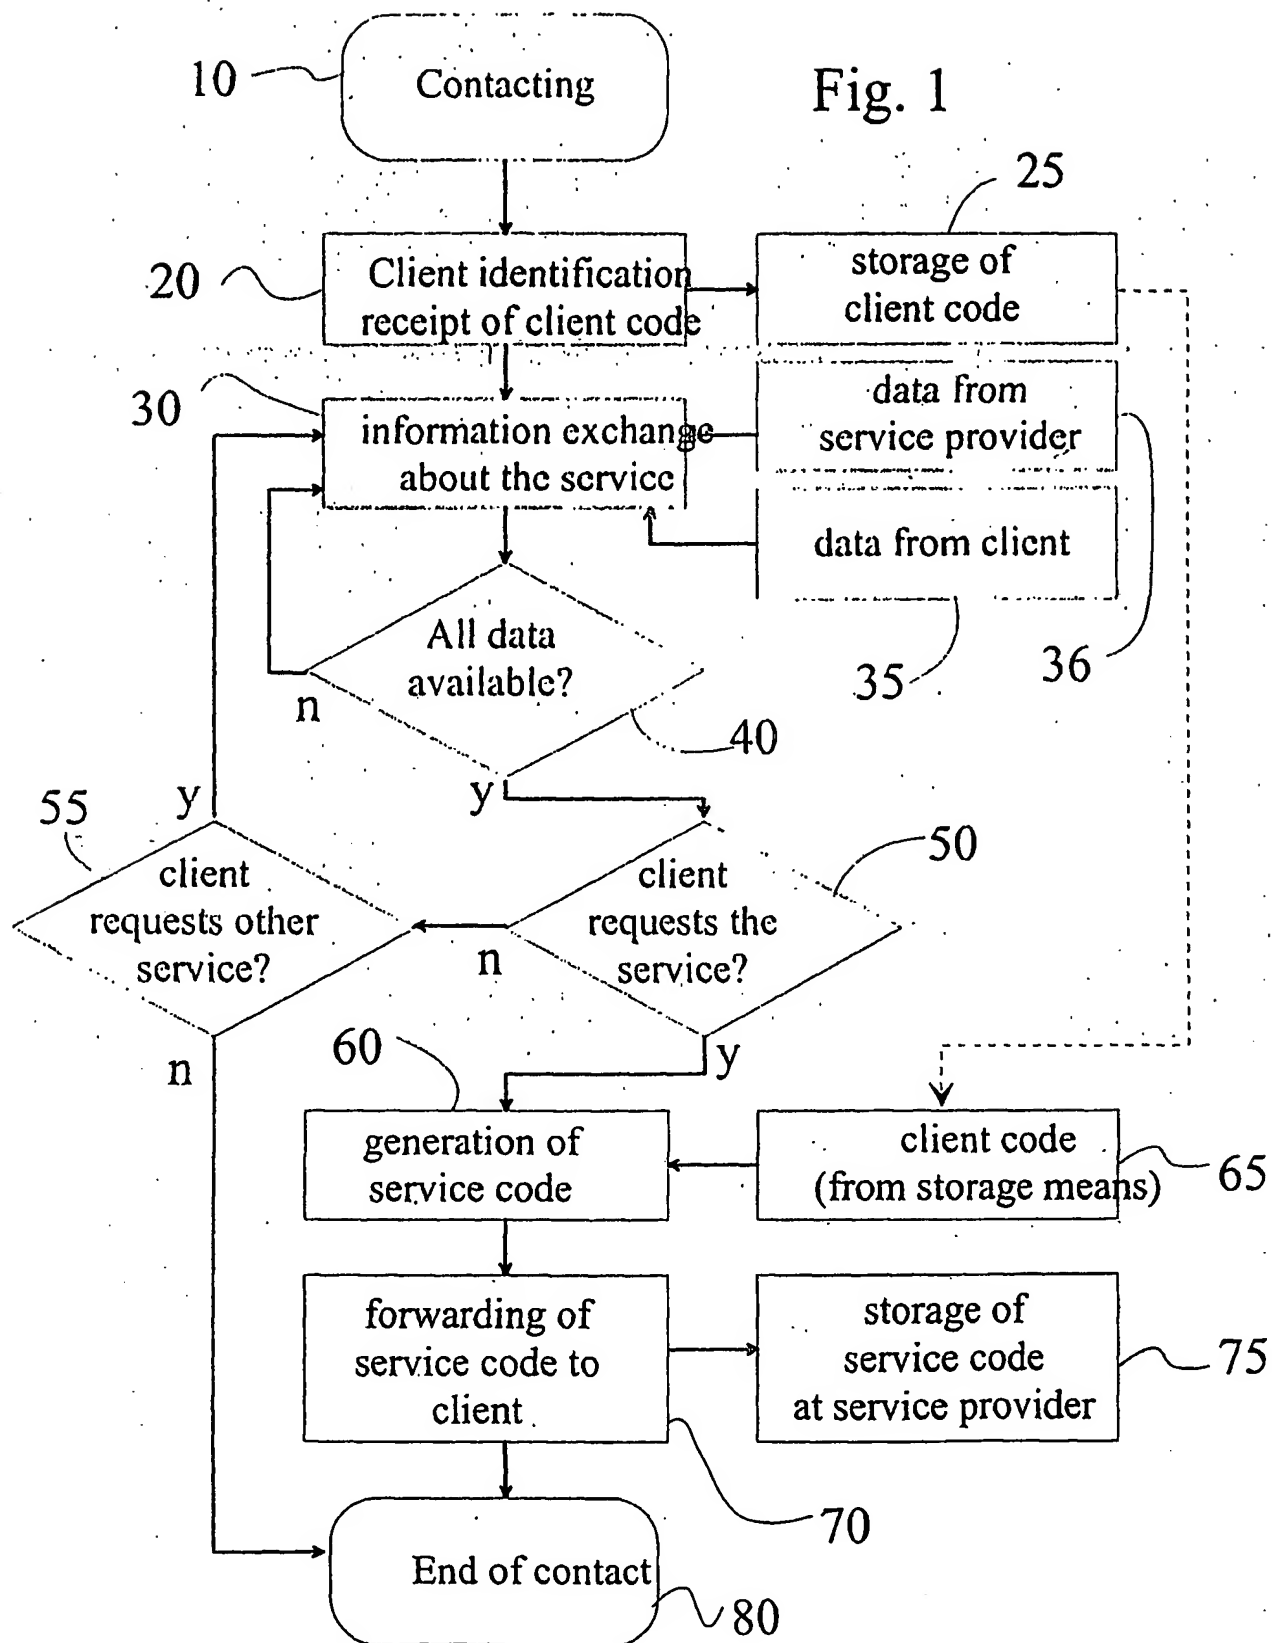 10
Contacting
Fig. 1
25
20
Client identification
receipt of client code
storage of
client code
30
information exchange
about the service
data from
service provider
data from client
35
36
All data
available?
n
40
y
y
55
client
requests other
service?
n
client
requests the
service?
50
n
60
y
generation of
service code
client code
(from storage means)
65
forwarding of
service code to
client
storage of
service code
at service provider
75
70
End of contact
80